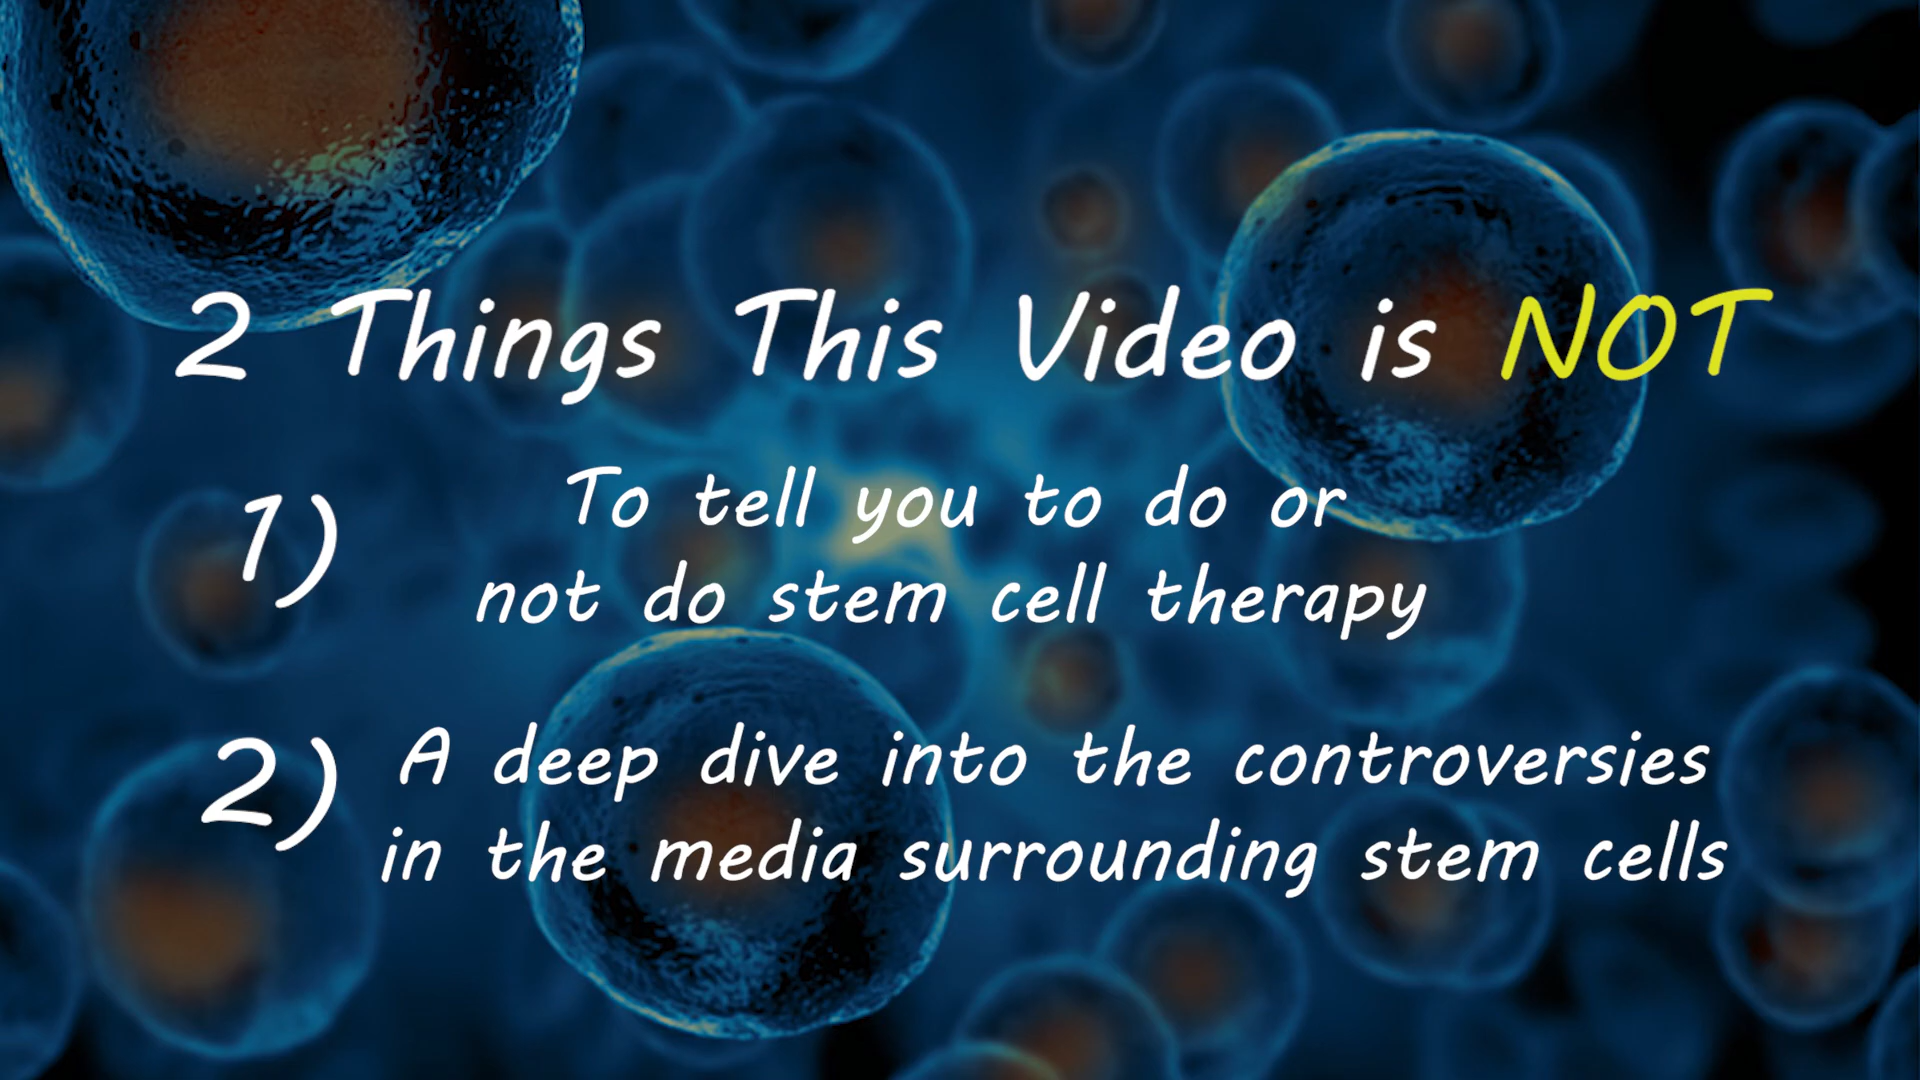 2 Things This Video is NOT
1) To tell you to do or
not do stem cell therapy
2) A deep dive into the controversies
in the media surrounding stem cells